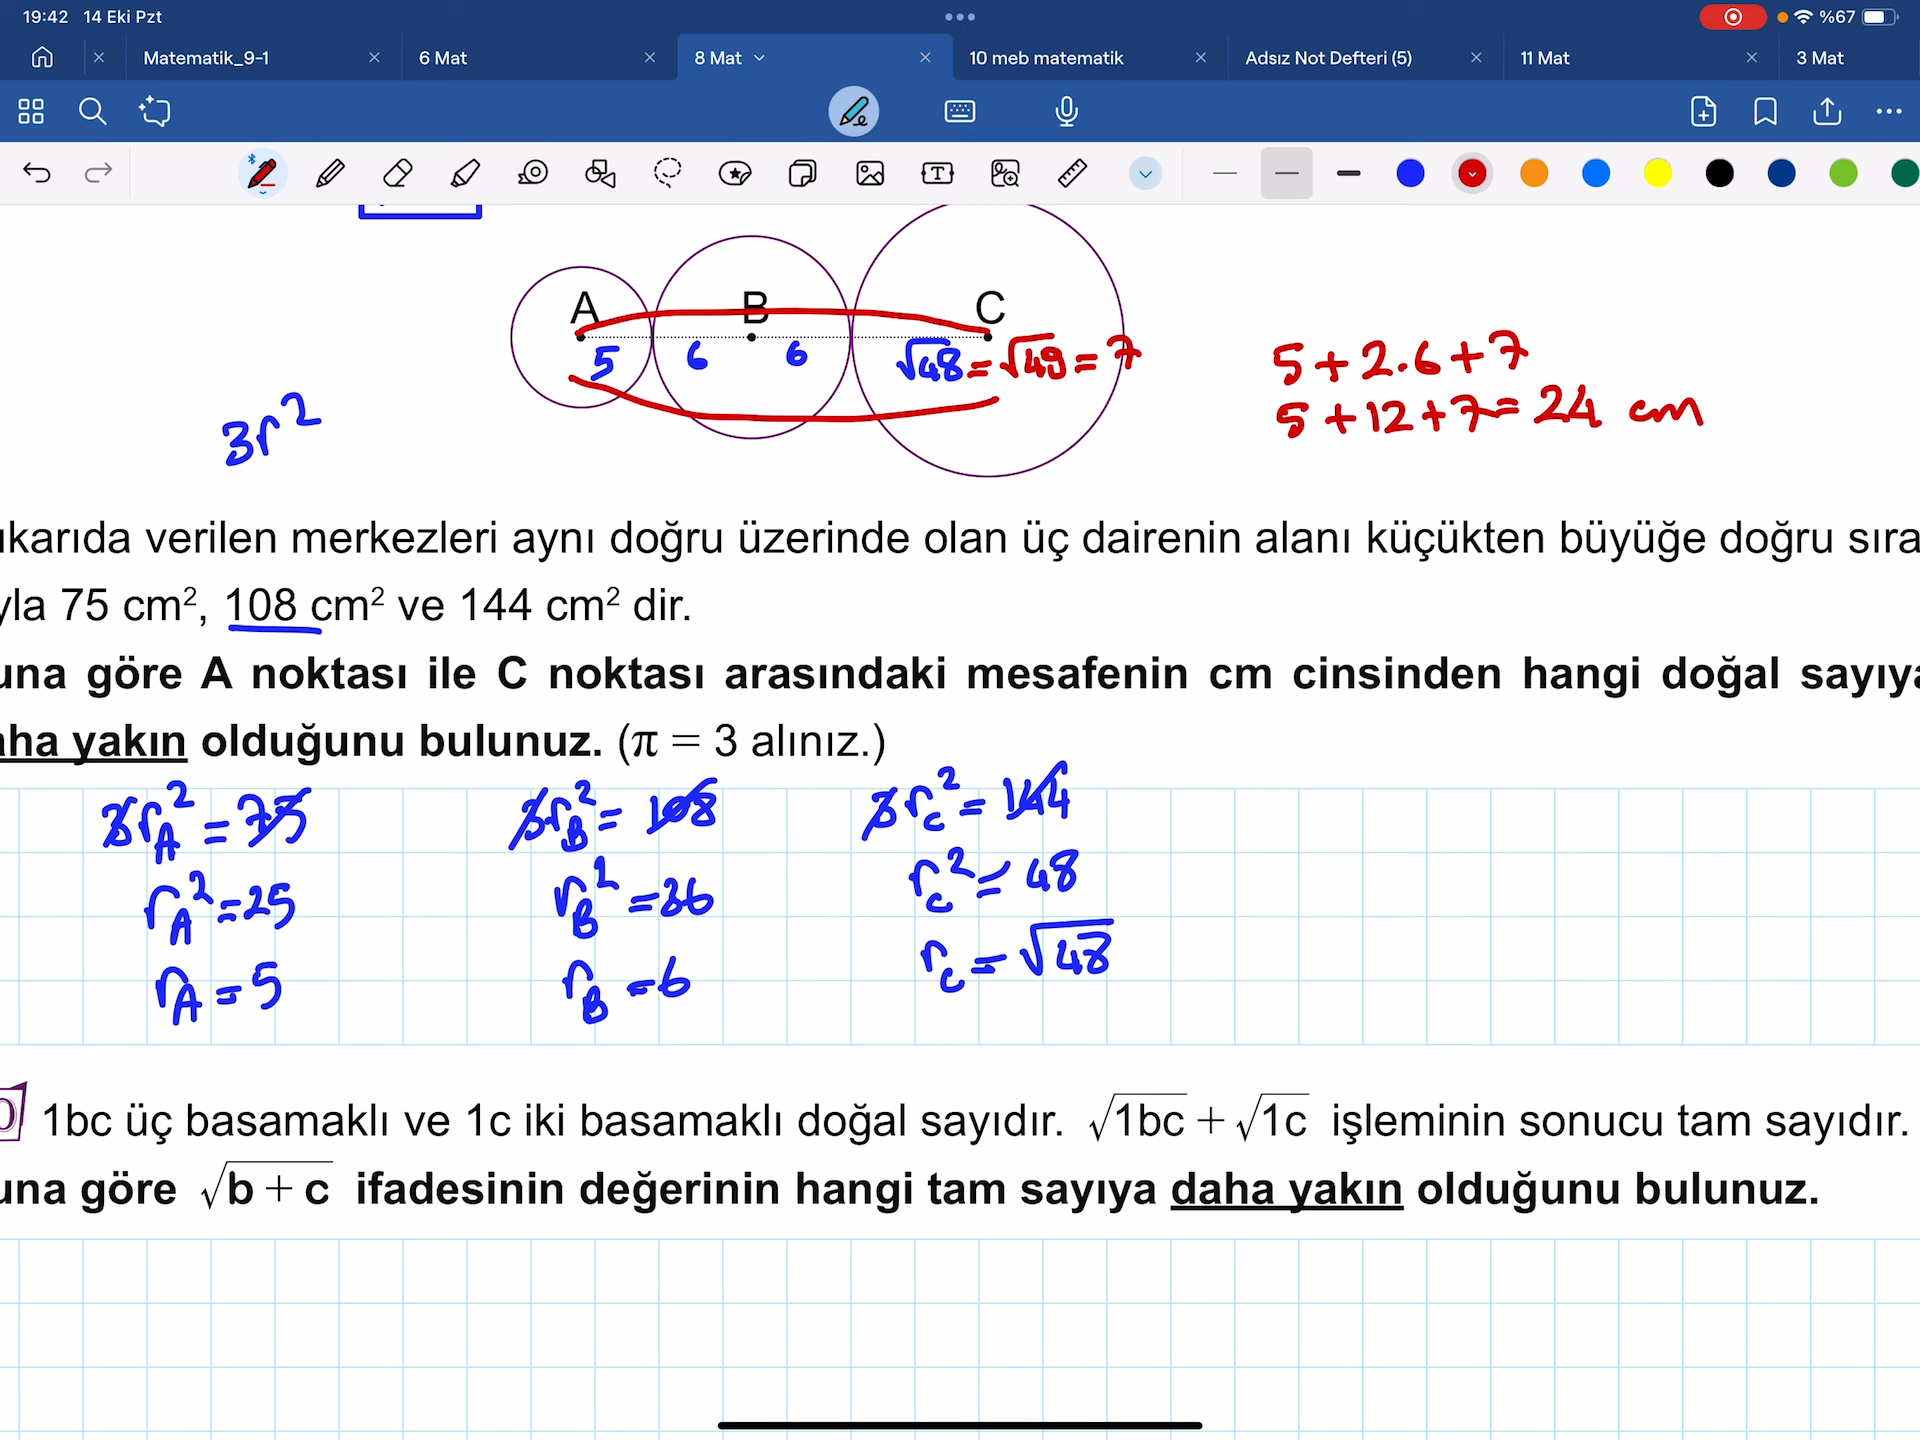 19:42 14 Eki Pzt
%67
Matematik_9-1
6 Mat
8 Mat
10 meb matematik
Adsız Not Defteri (5)
11 Mat
3 Mat
A B C
5 6 6 √48 = √49 = 7
5+2.6+7
5+12+7=24 cm
3r²
ukarıda verilen merkezleri aynı doğru üzerinde olan üç dairenin alanı küçükten büyüğe doğru sıra
yla 75 cm², 108 cm² ve 144 cm² dir.
una göre A noktası ile C noktası arasındaki mesafenin cm cinsinden hangi doğal sayıya
aha yakın olduğunu bulunuz. (π = 3 alınız.)
3r_A² = 75 3r_B² = 108 3r_C² = 144
r_A² = 25 r_B² = 36 r_C² = 48
r_A = 5 r_B = 6 r_C = √48
0 1bc üç basamaklı ve 1c iki basamaklı doğal sayıdır. √1bc + √1c işleminin sonucu tam sayıdır.
una göre √b + c ifadesinin değerinin hangi tam sayıya daha yakın olduğunu bulunuz.